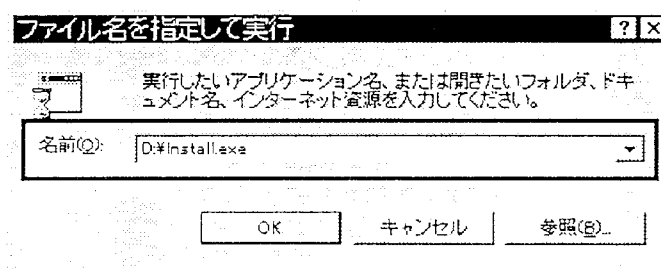 ファイル名を指定して実行
実行したいアプリケーション名、または開きたいフォルダ、ドキ
ュメント名、インターネット資源を入力してください。
名前(O): D:¥Install.exe
OK キャンセル 参照(B)...